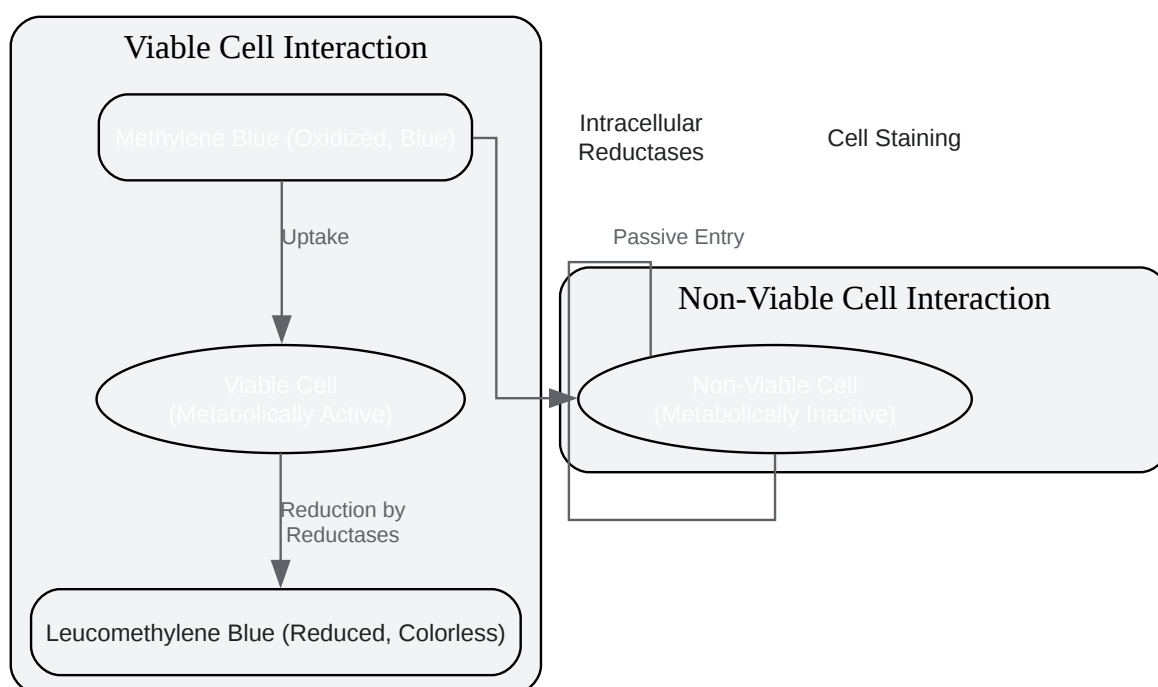 Viable Cell Interaction
Methylene Blue (Oxidized, Blue)
Intracellular
Reductases
Cell Staining
Uptake
Passive Entry
Non-Viable Cell Interaction
Viable Cell
(Metabolically Active)
Non-Viable Cell
(Metabolically Inactive)
Reduction by
Reductases
Leucomethylene Blue (Reduced, Colorless)